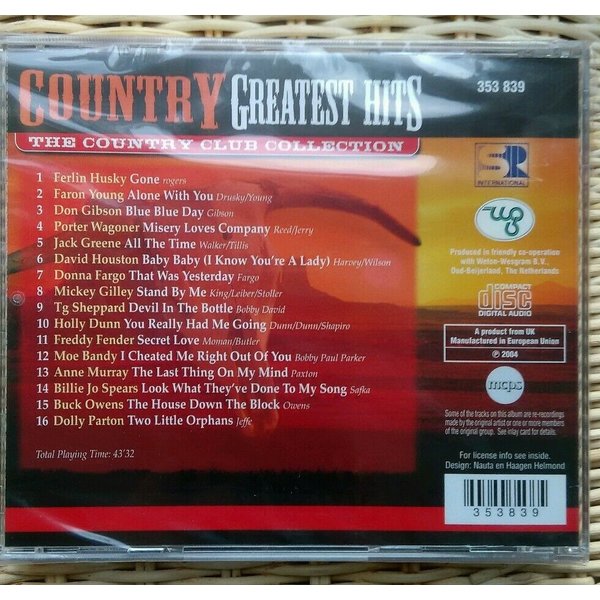 COUNTRY GREATEST HITS
353 839
THE COUNTRY CLUB COLLECTION
1 Ferlin Husky Gone rogers
2 Faron Young Alone With You Drusky/Young
3 Don Gibson Blue Blue Day Gibson
4 Porter Wagoner Misery Loves Company Reed/Jerry
5 Jack Greene All The Time Walker/Tillis
6 David Houston Baby Baby (I Know You're A Lady) Harvey/Wilson
7 Donna Fargo That Was Yesterday Fargo
8 Mickey Gilley Stand By Me King/Leiber/Stoller
9 Tg Sheppard Devil In The Bottle Bobby David
10 Holly Dunn You Really Had Me Going Dunn/Dunn/Shapiro
11 Freddy Fender Secret Love Moman/Butler
12 Moe Bandy I Cheated Me Right Out Of You Bobby Paul Parker
13 Anne Murray The Last Thing On My Mind Paxton
14 Billie Jo Spears Look What They've Done To My Song Safka
15 Buck Owens The House Down The Block Owens
16 Dolly Parton Two Little Orphans Jeffe
Total Playing Time: 43'32
SR
INTERNATIONAL
Produced in friendly co-operation
with Weton-Wesgram B.V.,
Oud-Beijerland, The Netherlands
COMPACT
disc
DIGITAL AUDIO
A product from UK
Manufactured in European Union
℗ 2004
mcps
Some of the tracks on this album are re-recordings
made by the original artist or one or more members
of the original group. See inlay card for details.
For license info see inside.
Design: Nauta en Haagen Helmond
353839